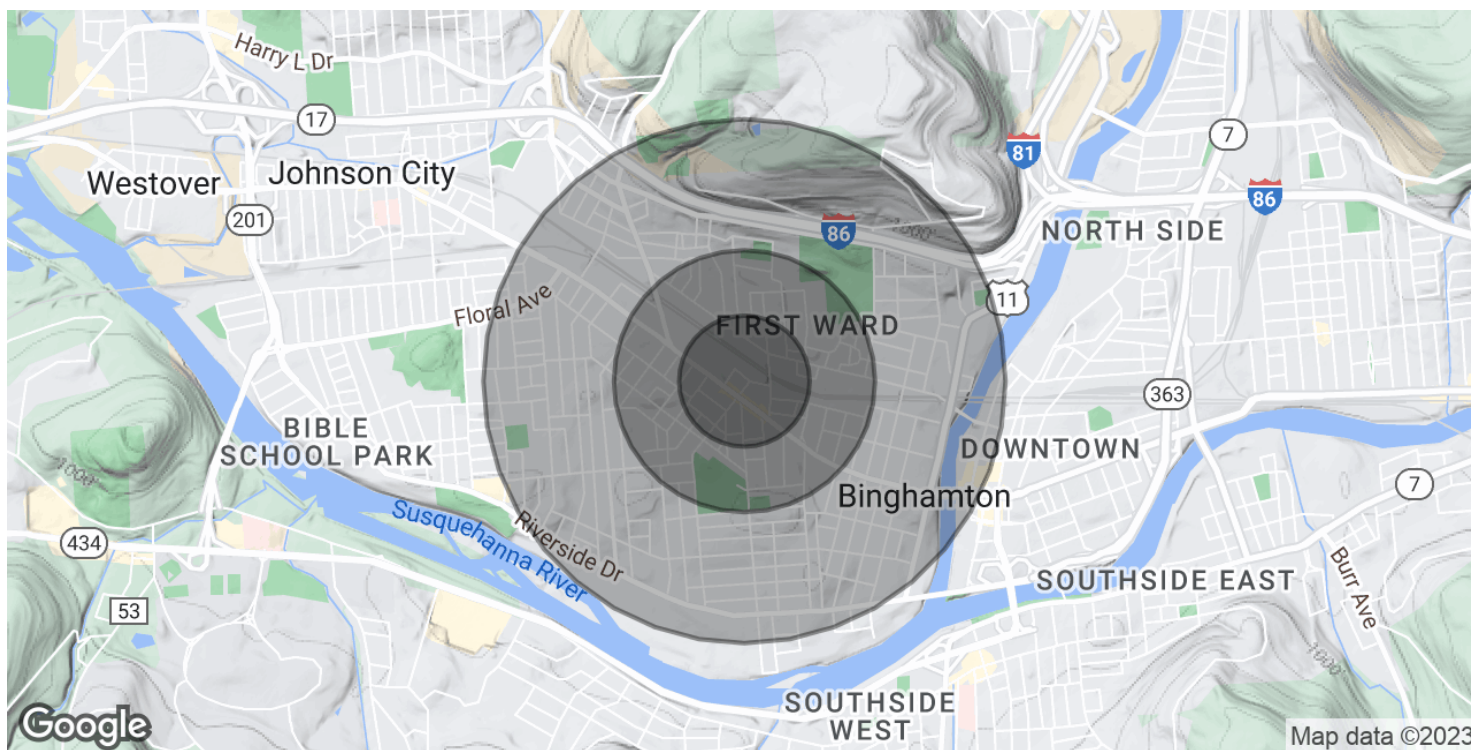 Harry L Dr
17
81
7
Westover
Johnson City
86
201
86
1000'
NORTH SIDE
11
Floral Ave
FIRST WARD
363
BIBLE
SCHOOL PARK
DOWNTOWN
1000'
Binghamton
7
Susquehanna River
Riverside Dr
434
SOUTHSIDE EAST
Burr Ave
53
1000'
SOUTHSIDE
WEST
Google
Map data ©2023